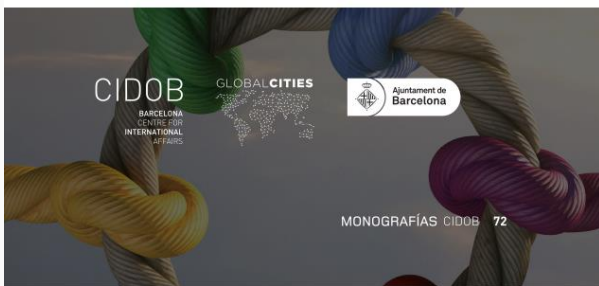 CIDOB
BARCELONA
CENTRE FOR
INTERNATIONAL
AFFAIRS
GLOBALCITIES
Ajuntament de
Barcelona
MONOGRAFÍAS CIDOB 72